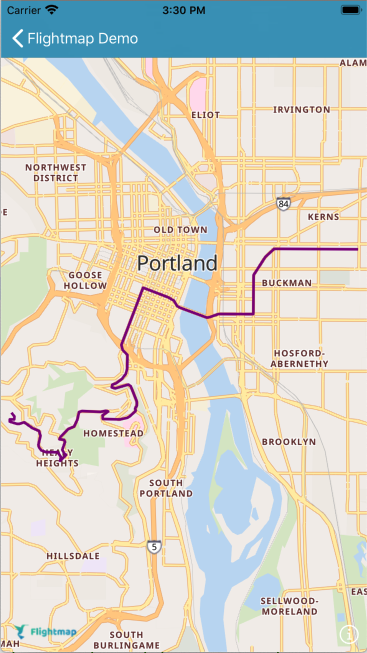 Carrier
3:30 PM
Flightmap Demo
ALAM
ELIOT
IRVINGTON
NORTHWEST
DISTRICT
84
E
KERNS
OLD TOWN
Portland
GOOSE
HOLLOW
BUCKMAN
HOSFORD-
ABERNETHY
HOMESTEAD
BROOKLYN
HEIGHTS
SOUTH
PORTLAND
5
HILLSDALE
EAS
SELLWOOD-
MORELAND
Flightmap
SOUTH
BURLINGAME
MAH